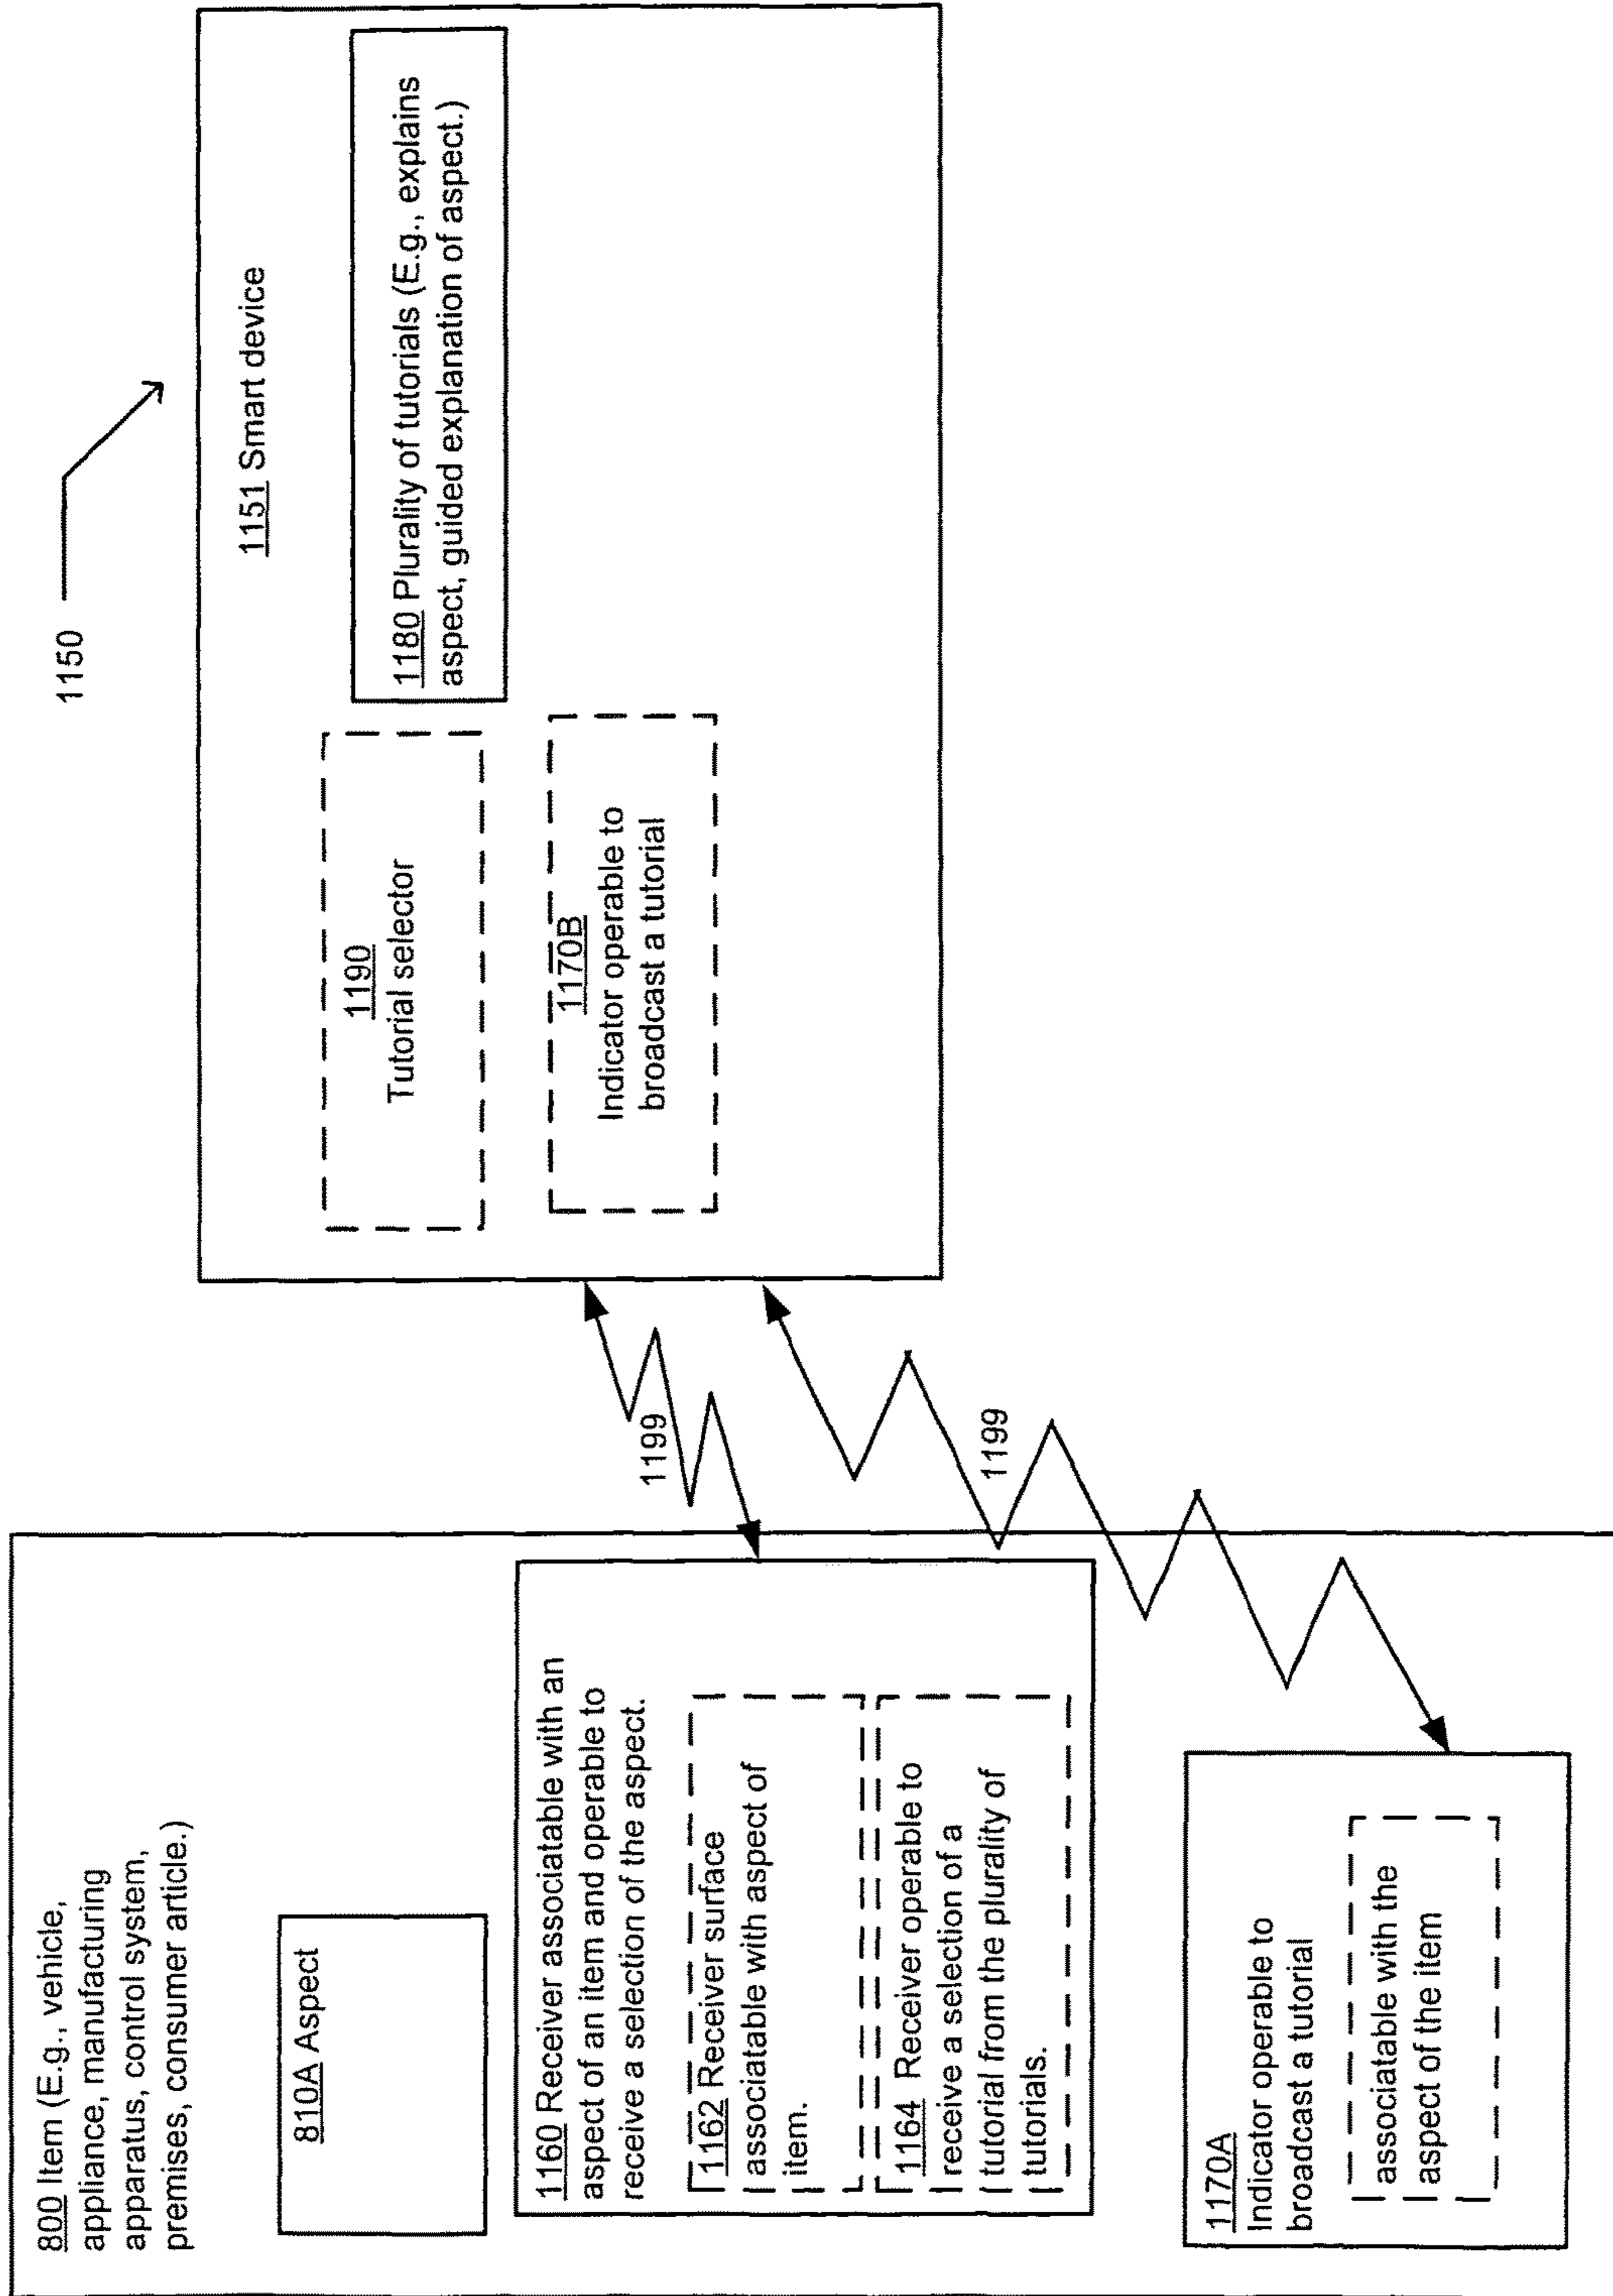 1150
800 Item (E.g., vehicle,
appliance, manufacturing
apparatus, control system,
premises, consumer article.)
810A Aspect
1160 Receiver associatable with an
aspect of an item and operable to
receive a selection of the aspect.
1162 Receiver surface
associatable with aspect of
item.
1164 Receiver operable to
receive a selection of a
tutorial from the plurality of
tutorials.
1170A
Indicator operable to
broadcast a tutorial
associatable with the
aspect of the item
1199
1199
1151 Smart device
1190
Tutorial selector
1170B
Indicator operable to
broadcast a tutorial
1180 Plurality of tutorials (E.g., explains
aspect, guided explanation of aspect.)